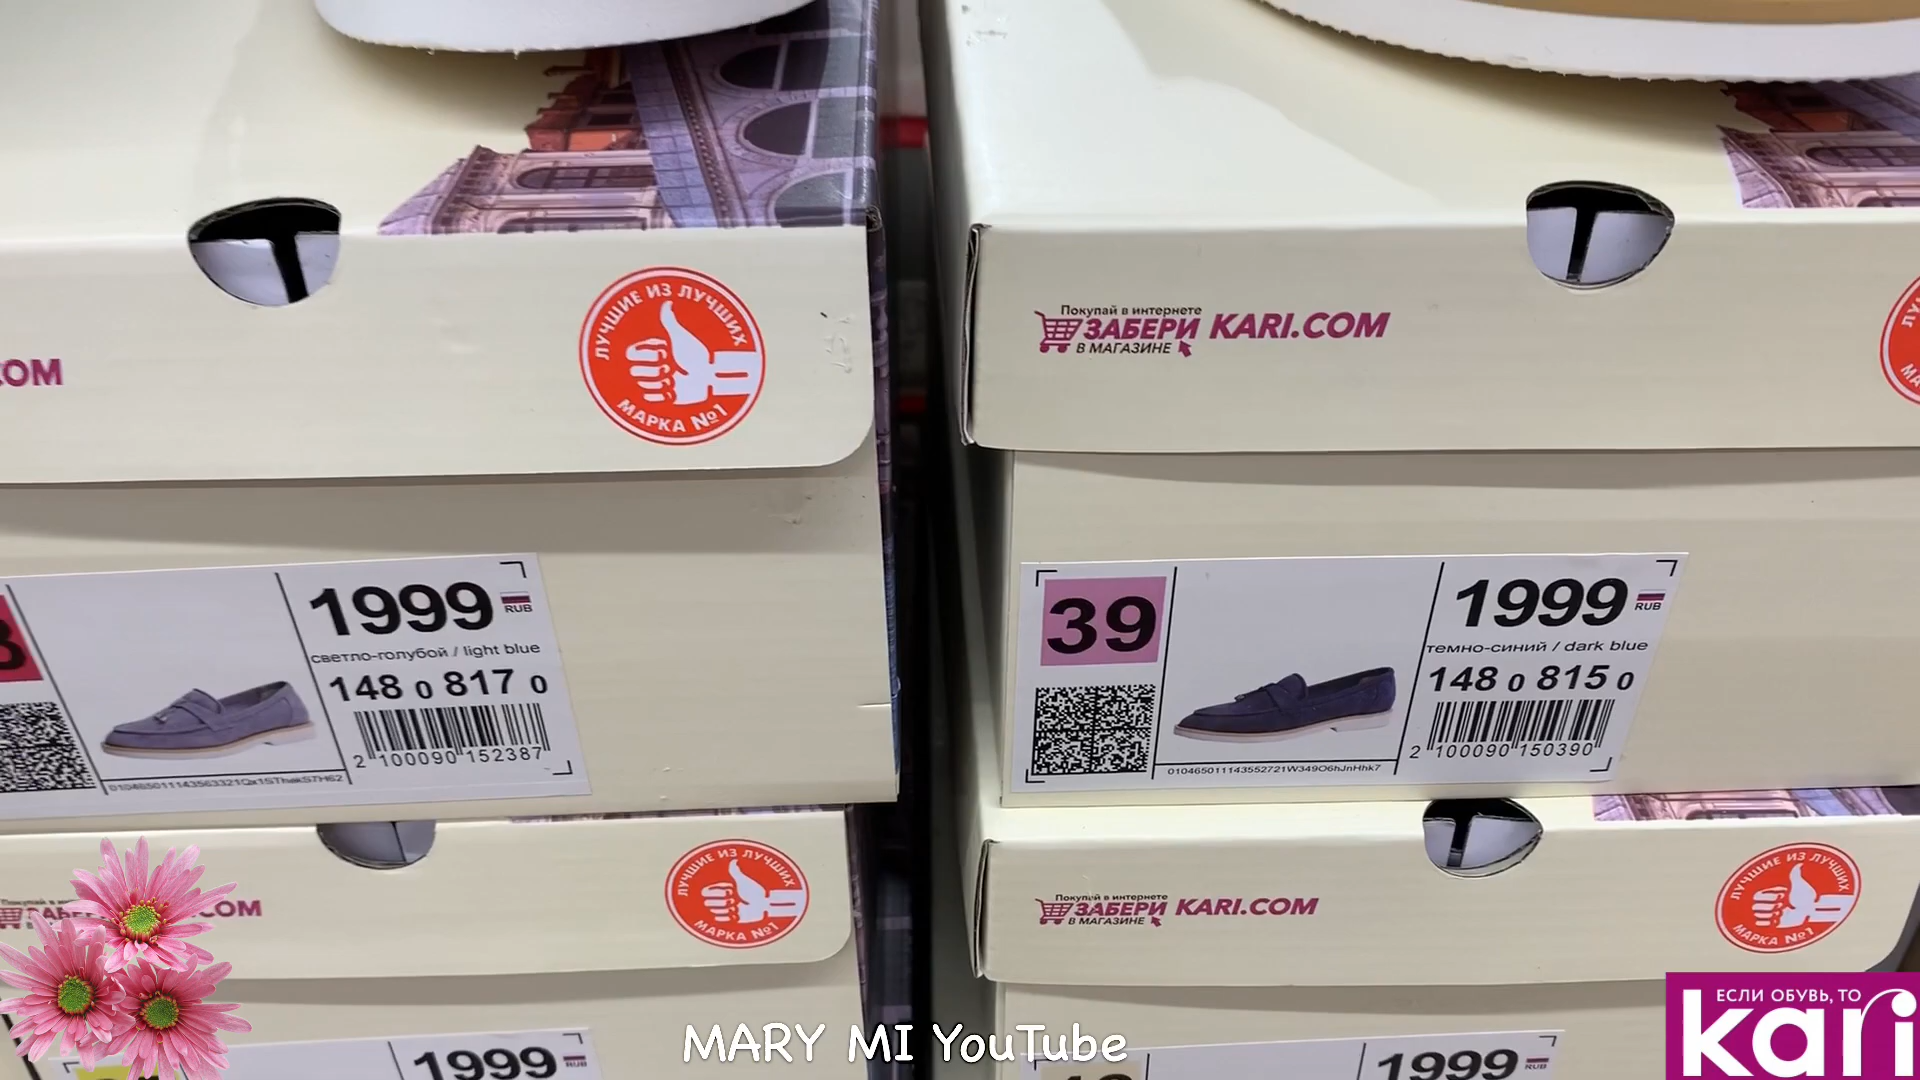 .COM
ЛУЧШИЕ ИЗ ЛУЧШИХ
МАРКА №1
Покупай в интернете
ЗАБЕРИ KARI.COM
В МАГАЗИНЕ
1999
RUB
светло-голубой / light blue
148 0 817 0
2 100090 152387
39
1999
RUB
темно-синий / dark blue
148 0 815 0
2 100090 150390
010465011143552721W349O6hJnHhk7
.COM
ЛУЧШИЕ ИЗ ЛУЧШИХ
МАРКА №1
Покупай в интернете
ЗАБЕРИ KARI.COM
В МАГАЗИНЕ
ЛУЧШИЕ ИЗ ЛУЧШИХ
МАРКА №1
1999
RUB
1999
RUB
MARY MI YouTube
ЕСЛИ ОБУВЬ, ТО
kari